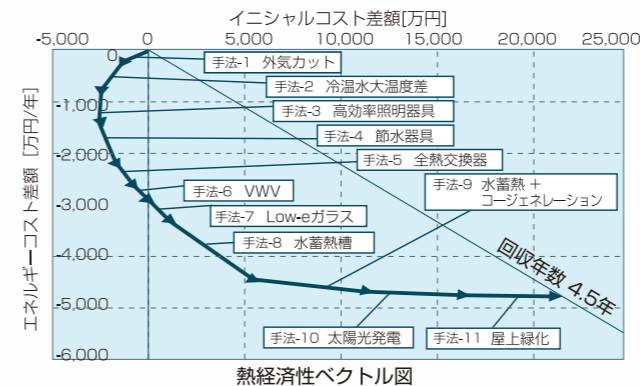 イニシャルコスト差額[万円]
-5,000
0
5,000
10,000
15,000
20,000
25,000
エネルギーコスト差額 [万円/年]
0
-1,000
-2,000
-3,000
-4,000
-5,000
-6,000
手法-1 外気カット
手法-2 冷温水大温度差
手法-3 高効率照明器具
手法-4 節水器具
手法-5 全熱交換器
手法-6 VWV
手法-7 Low-eガラス
手法-8 水蓄熱槽
手法-9 水蓄熱＋
コージェネレーション
回収年数 4.5年
手法-10 太陽光発電
手法-11 屋上緑化
熱経済性ベクトル図